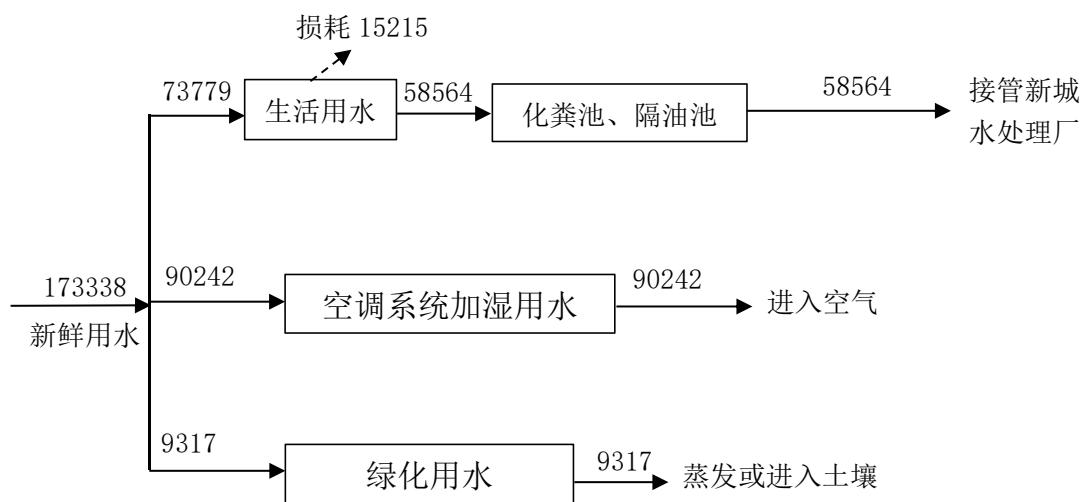 损耗 15215
73779
生活用水
58564
化粪池、隔油池
58564
接管新城
水处理厂
173338
新鲜用水
90242
空调系统加湿用水
90242
进入空气
9317
绿化用水
9317
蒸发或进入土壤